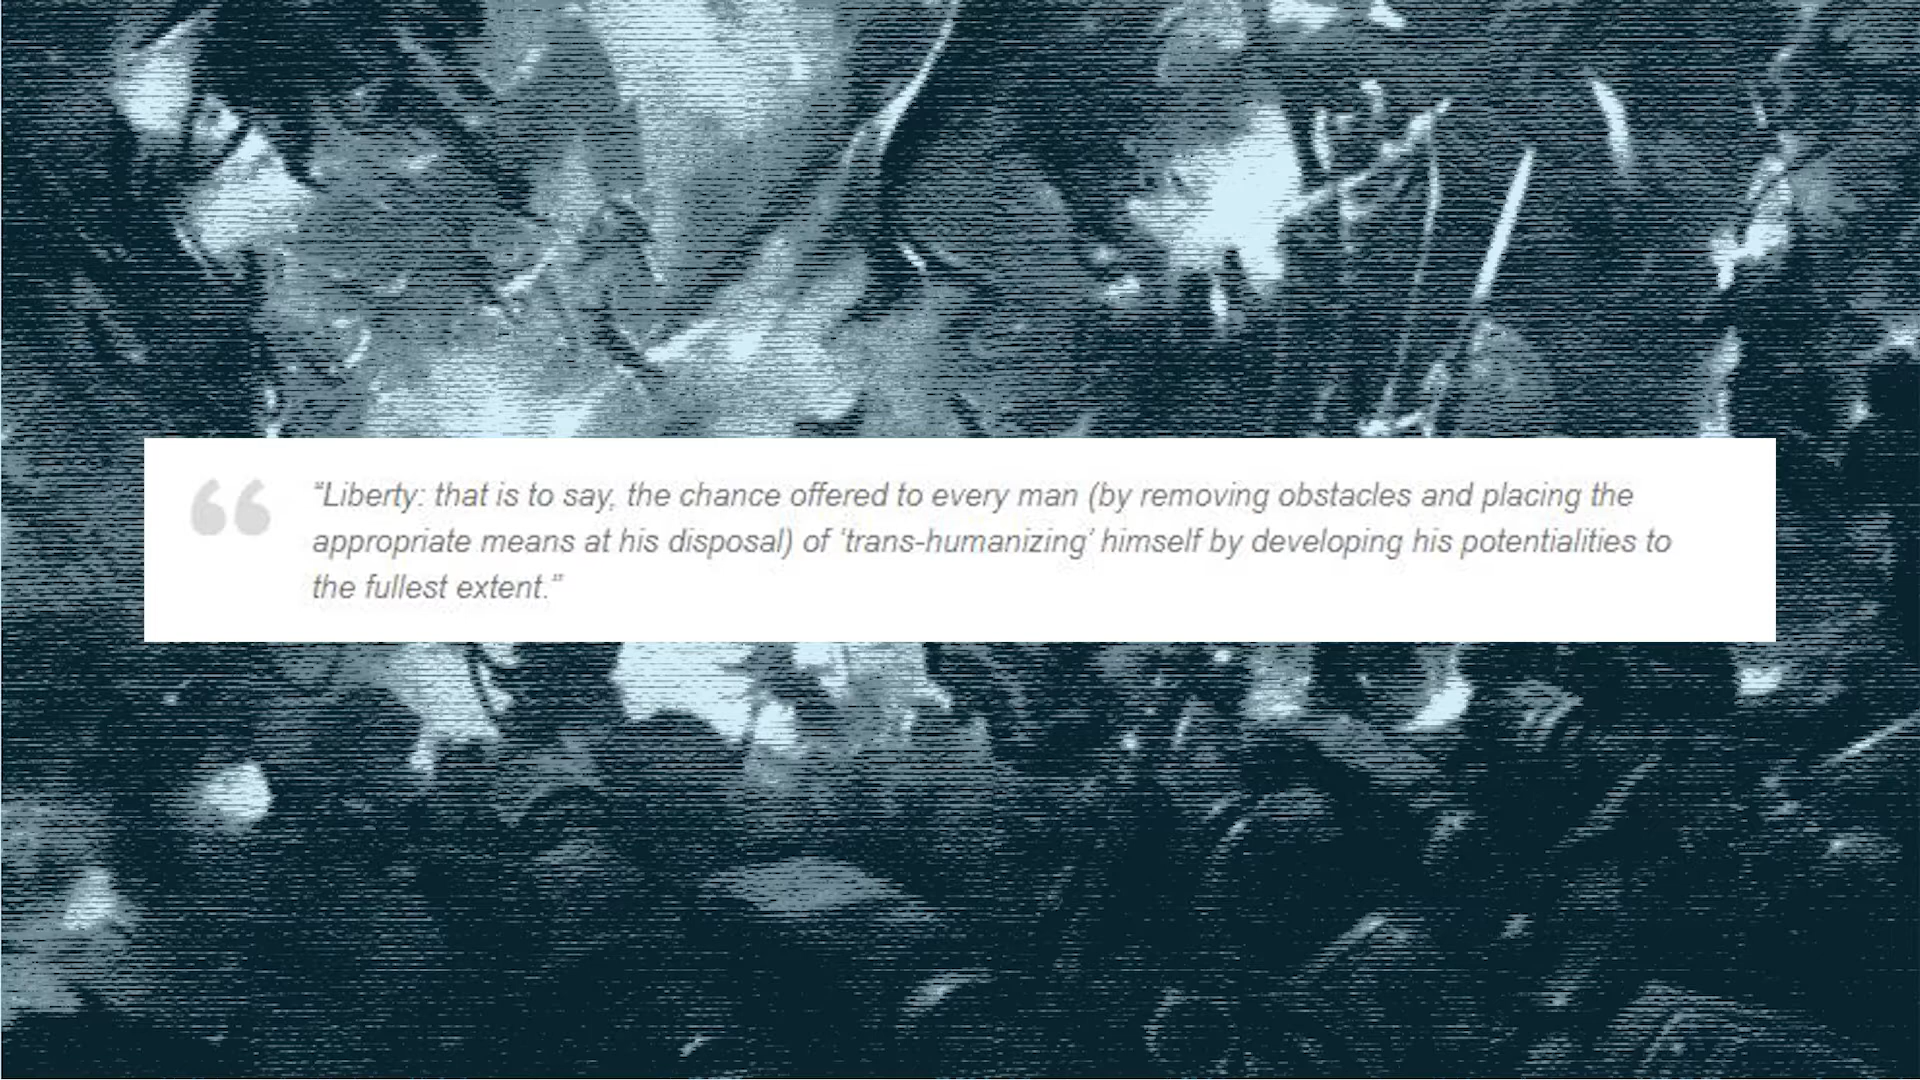 “Liberty: that is to say, the chance offered to every man (by removing obstacles and placing the
appropriate means at his disposal) of ‘trans-humanizing’ himself by developing his potentialities to
the fullest extent.”